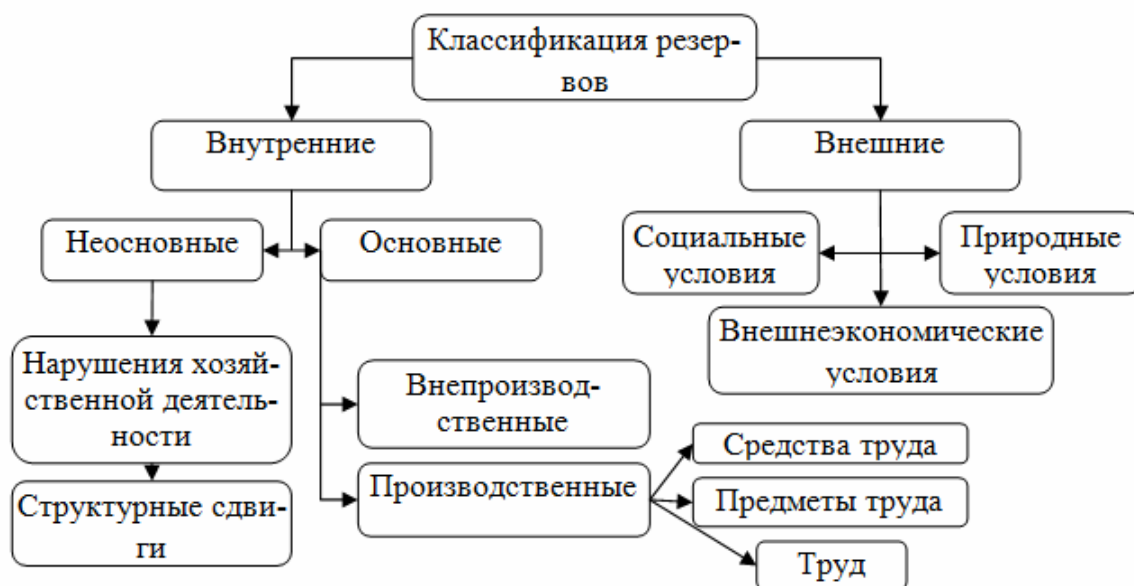 Классификация резер-
вов
Внутренние
Внешние
Неосновные
Основные
Социальные
условия
Природные
условия
Внешнеэкономические
условия
Нарушения хозяй-
ственной деятель-
ности
Внепроизвод-
ственные
Средства труда
Производственные
Предметы труда
Структурные сдви-
ги
Труд